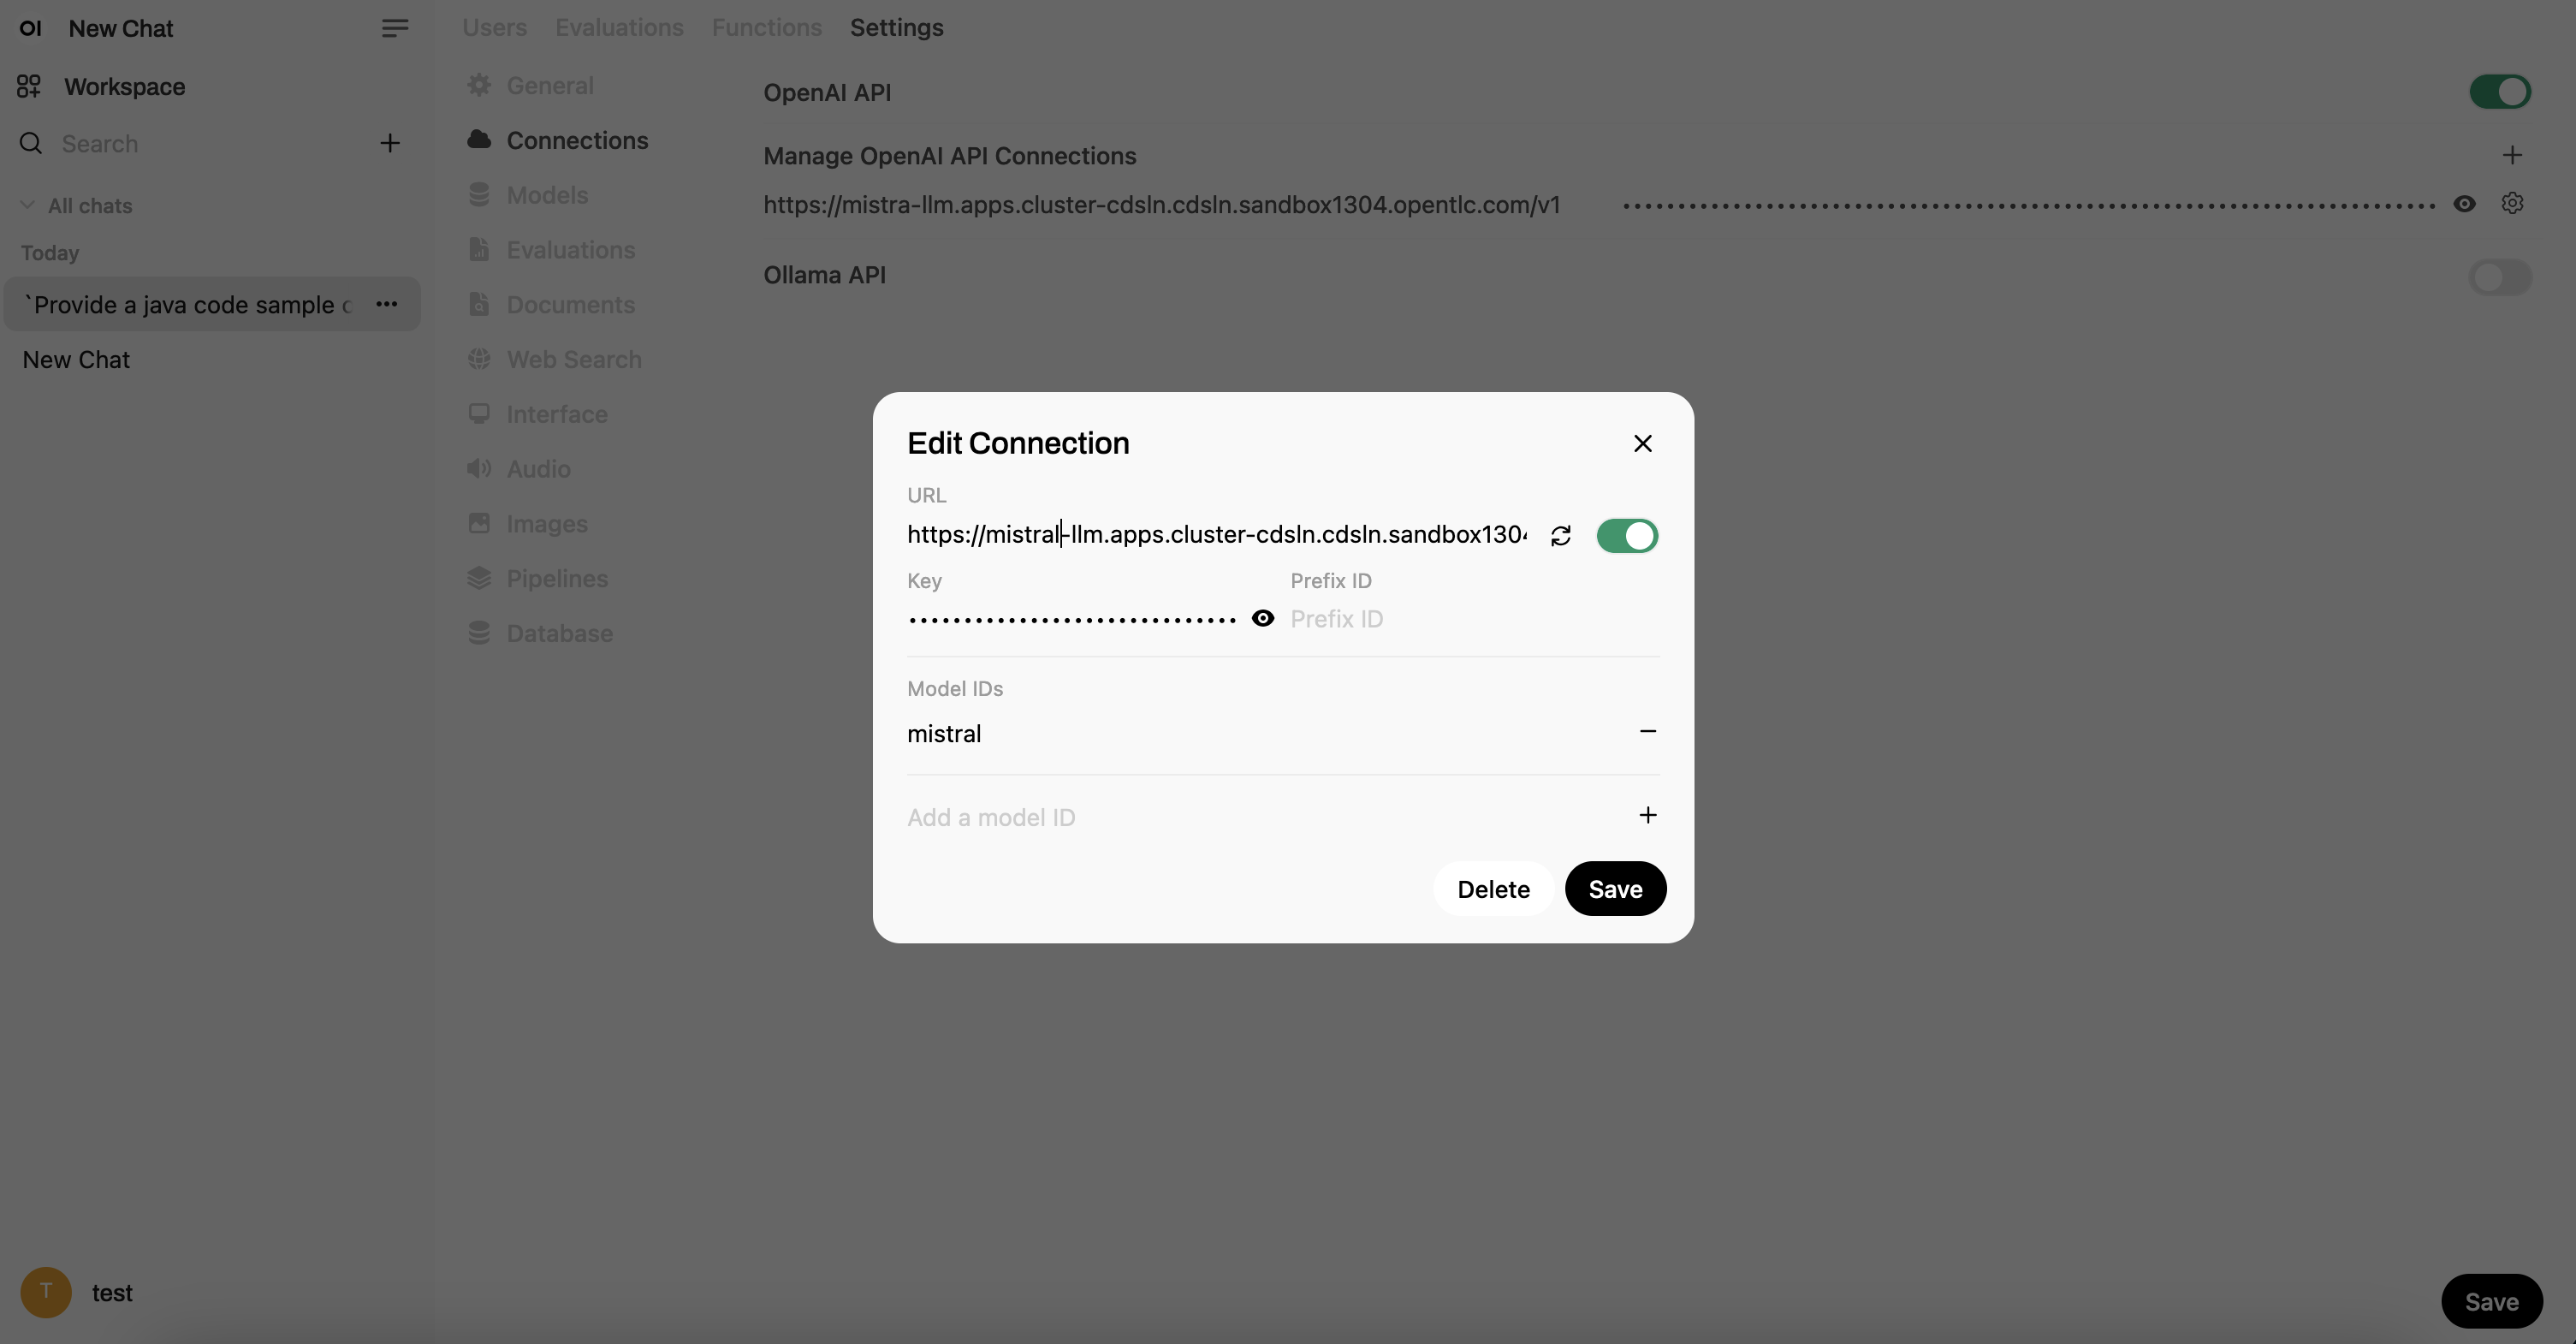 OI New Chat
Workspace
Search
All chats
Today
`Provide a java code sample
New Chat
T test
Users Evaluations Functions Settings
General
Connections
Models
Evaluations
Documents
Web Search
Interface
Audio
Images
Pipelines
Database
OpenAI API
Manage OpenAI API Connections
https://mistra-llm.apps.cluster-cdsln.cdsln.sandbox1304.opentlc.com/v1
Ollama API
Edit Connection
URL
https://mistral-llm.apps.cluster-cdsln.cdsln.sandbox130
Key Prefix ID
Prefix ID
Model IDs
mistral
Add a model ID
Delete Save
Save